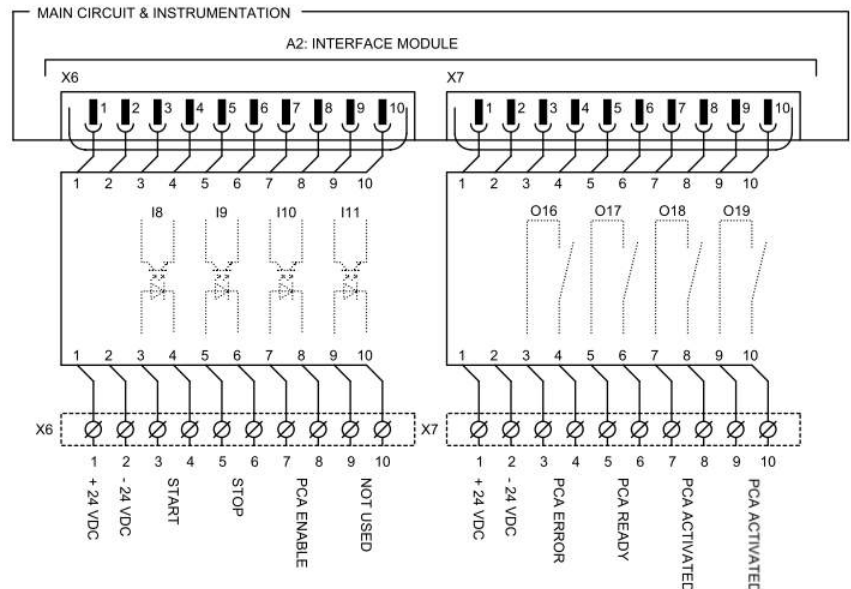 MAIN CIRCUIT & INSTRUMENTATION
A2: INTERFACE MODULE
X6
X7
1 2 3 4 5 6 7 8 9 10
1 2 3 4 5 6 7 8 9 10
1 2 3 4 5 6 7 8 9 10
1 2 3 4 5 6 7 8 9 10
I8 I9 I10 I11
O16 O17 O18 O19
1 2 3 4 5 6 7 8 9 10
1 2 3 4 5 6 7 8 9 10
X6
X7
1 2 3 4 5 6 7 8 9 10
1 2 3 4 5 6 7 8 9 10
+ 24 VDC
- 24 VDC
START
STOP
PCA ENABLE
NOT USED
+ 24 VDC
- 24 VDC
PCA ERROR
PCA READY
PCA ACTIVATED
PCA ACTIVATED